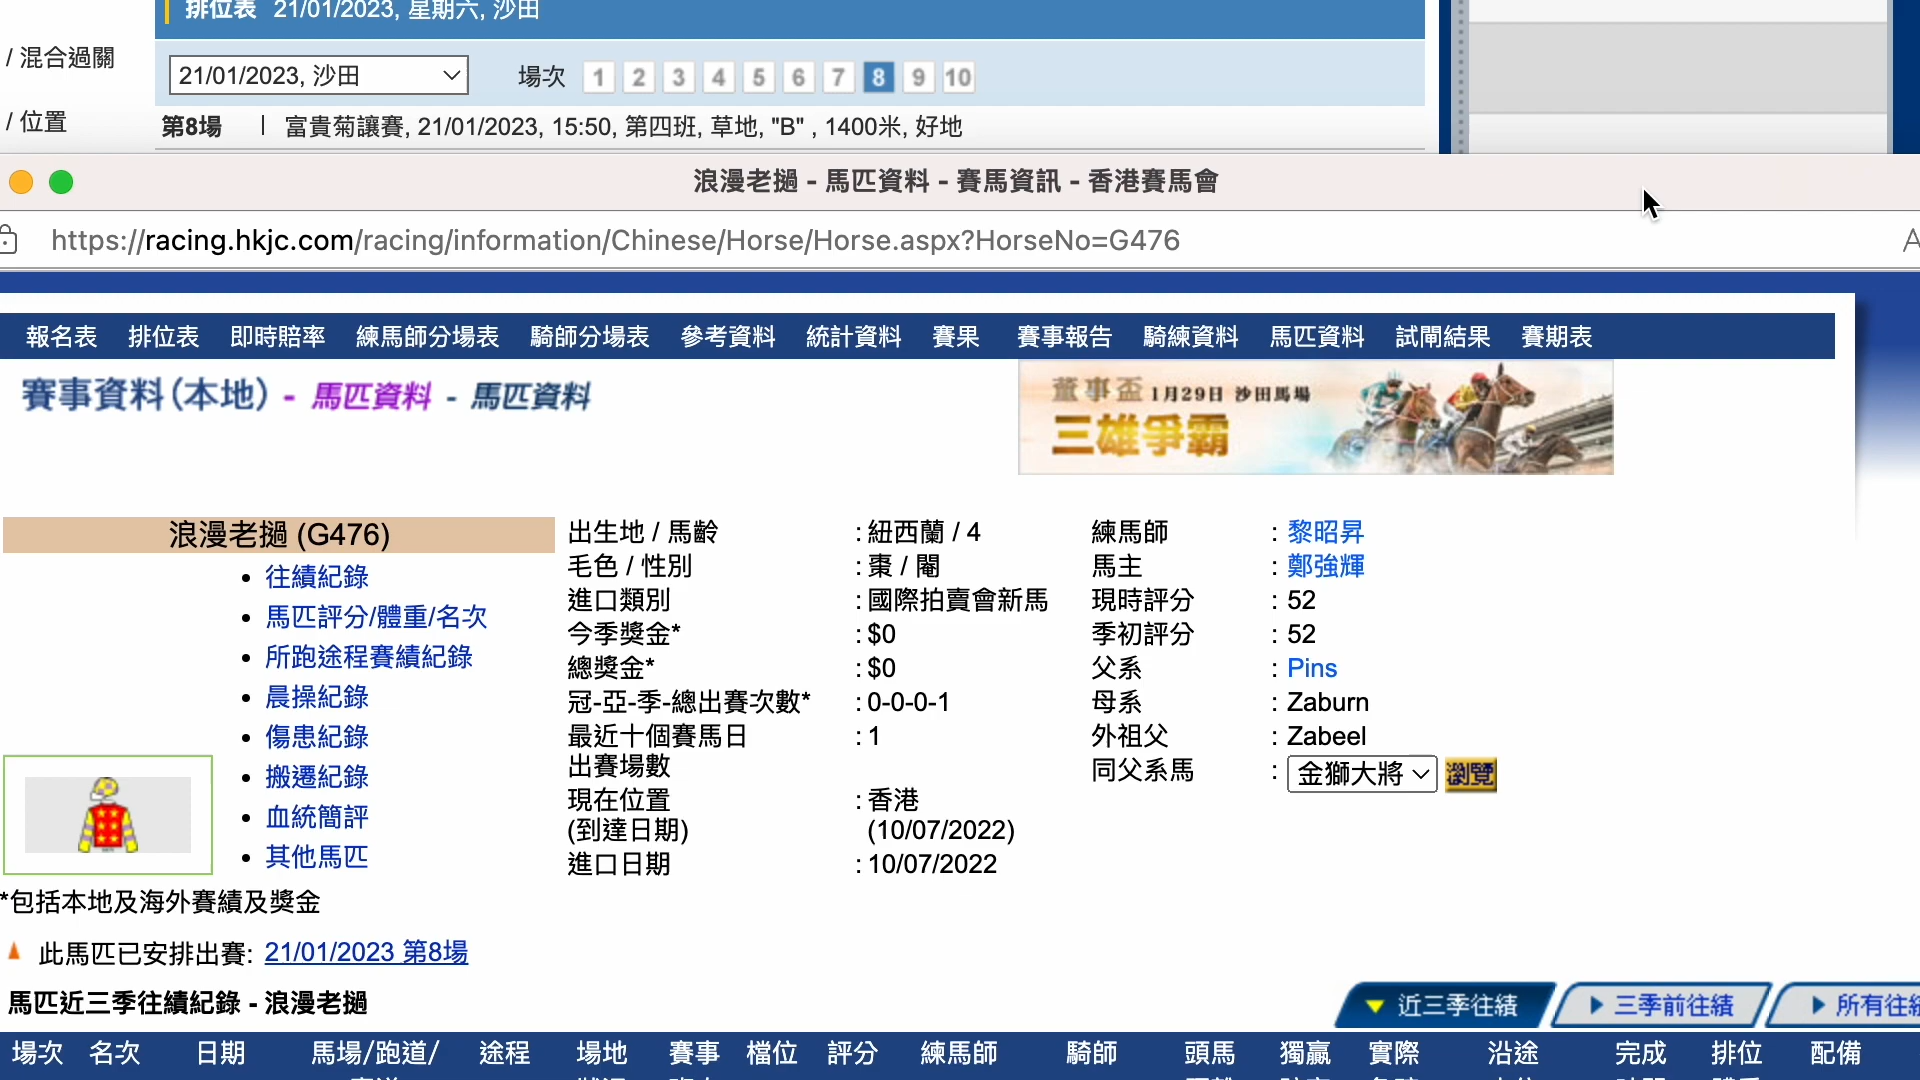 排位表 21/01/2023, 星期六, 沙田
/ 混合過關
21/01/2023, 沙田 場次 1 2 3 4 5 6 7 8 9 10
/ 位置
第8場 | 富貴菊讓賽, 21/01/2023, 15:50, 第四班, 草地, "B" , 1400米, 好地
浪漫老撾 - 馬匹資料 - 賽馬資訊 - 香港賽馬會
https://racing.hkjc.com/racing/information/Chinese/Horse/Horse.aspx?HorseNo=G476
報名表 排位表 即時賠率 練馬師分場表 騎師分場表 參考資料 統計資料 賽果 賽事報告 騎練資料 馬匹資料 試閘結果 賽期表
賽事資料(本地) - 馬匹資料 - 馬匹資料
董事盃 1月29日 沙田馬場
三雄爭霸
浪漫老撾 (G476)
往績紀錄
馬匹評分/體重/名次
所跑途程賽績紀錄
晨操紀錄
傷患紀錄
搬遷紀錄
血統簡評
其他馬匹
出生地 / 馬齡 : 紐西蘭 / 4
毛色 / 性別 : 棗 / 閹
進口類別 : 國際拍賣會新馬
今季獎金* : $0
總獎金* : $0
冠-亞-季-總出賽次數* : 0-0-0-1
最近十個賽馬日 : 1
出賽場數
現在位置 : 香港
(到達日期) (10/07/2022)
進口日期 : 10/07/2022
練馬師 : 黎昭昇
馬主 : 鄭強輝
現時評分 : 52
季初評分 : 52
父系 : Pins
母系 : Zaburn
外祖父 : Zabeel
同父系馬 : 金獅大將 瀏覽
*包括本地及海外賽績及獎金
此馬匹已安排出賽: 21/01/2023 第8場
馬匹近三季往績紀錄 - 浪漫老撾
近三季往績 三季前往績 所有往績
場次 名次 日期 馬場/跑道/ 途程 場地 賽事 檔位 評分 練馬師 騎師 頭馬 獨贏 實際 沿途 完成 排位 配備